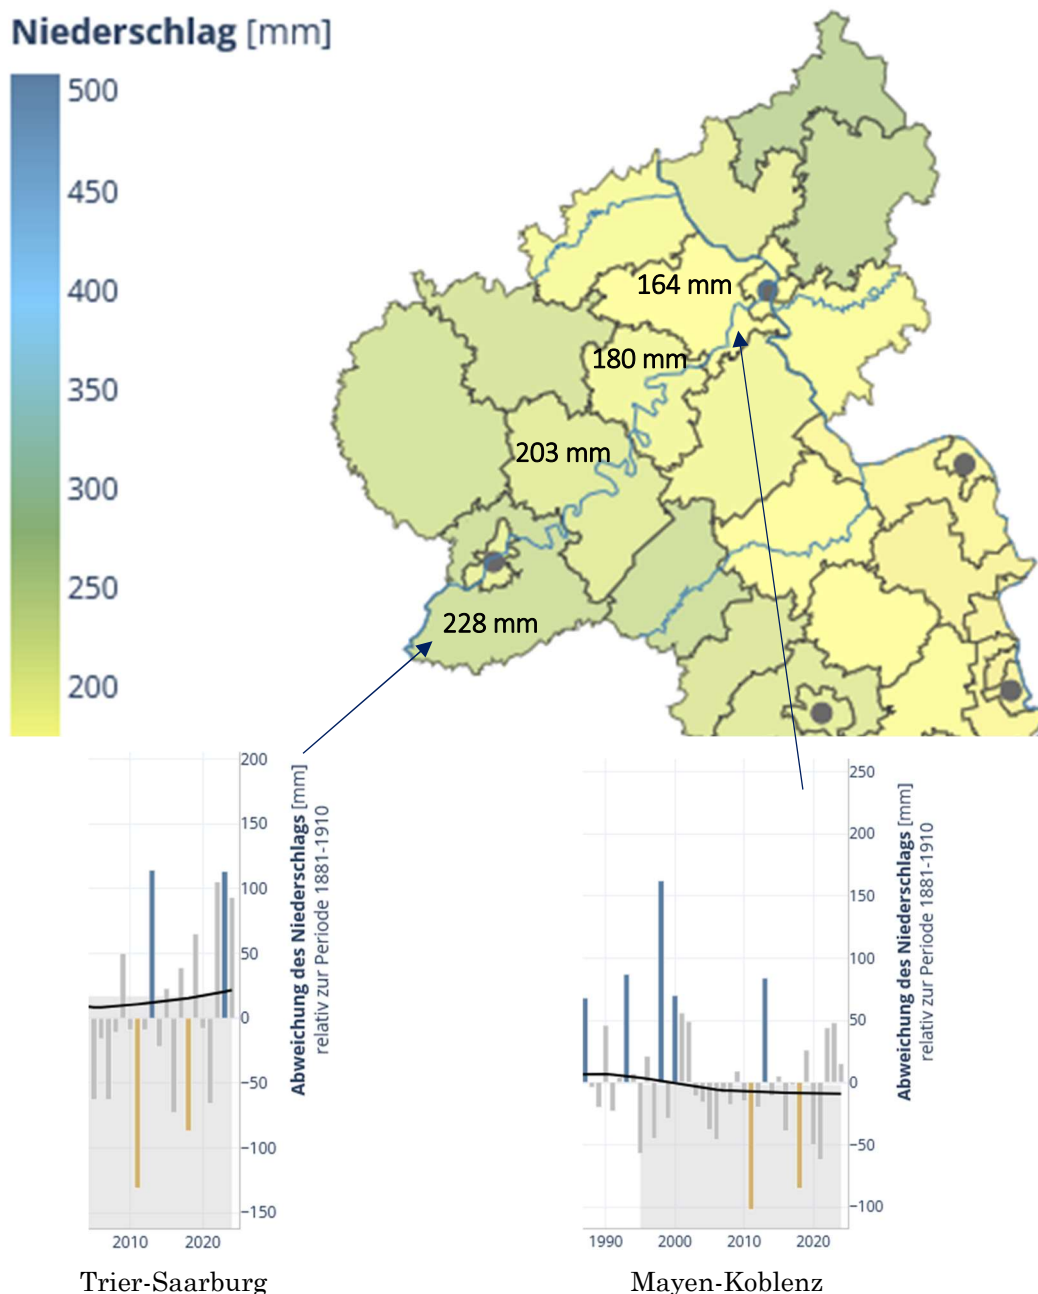 Niederschlag [mm]
500
450
400
350
300
250
200
164 mm
180 mm
203 mm
228 mm
200
150
100
50
0
−50
−100
−150
2010
2020
Abweichung des Niederschlags [mm]
relativ zur Periode 1881-1910
Trier-Saarburg
250
200
150
100
50
0
−50
−100
1990
2000
2010
2020
Abweichung des Niederschlags [mm]
relativ zur Periode 1881-1910
Mayen-Koblenz